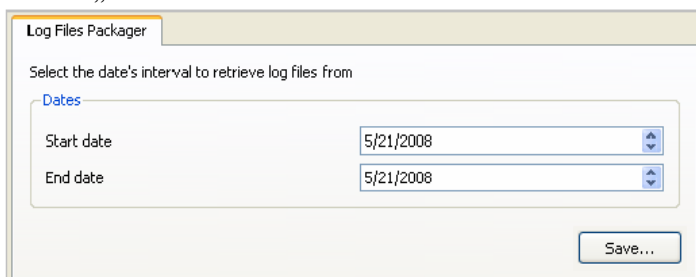 Log Files Packager
Select the date's interval to retrieve log files from
Dates
Start date 5/21/2008
End date 5/21/2008
Save...